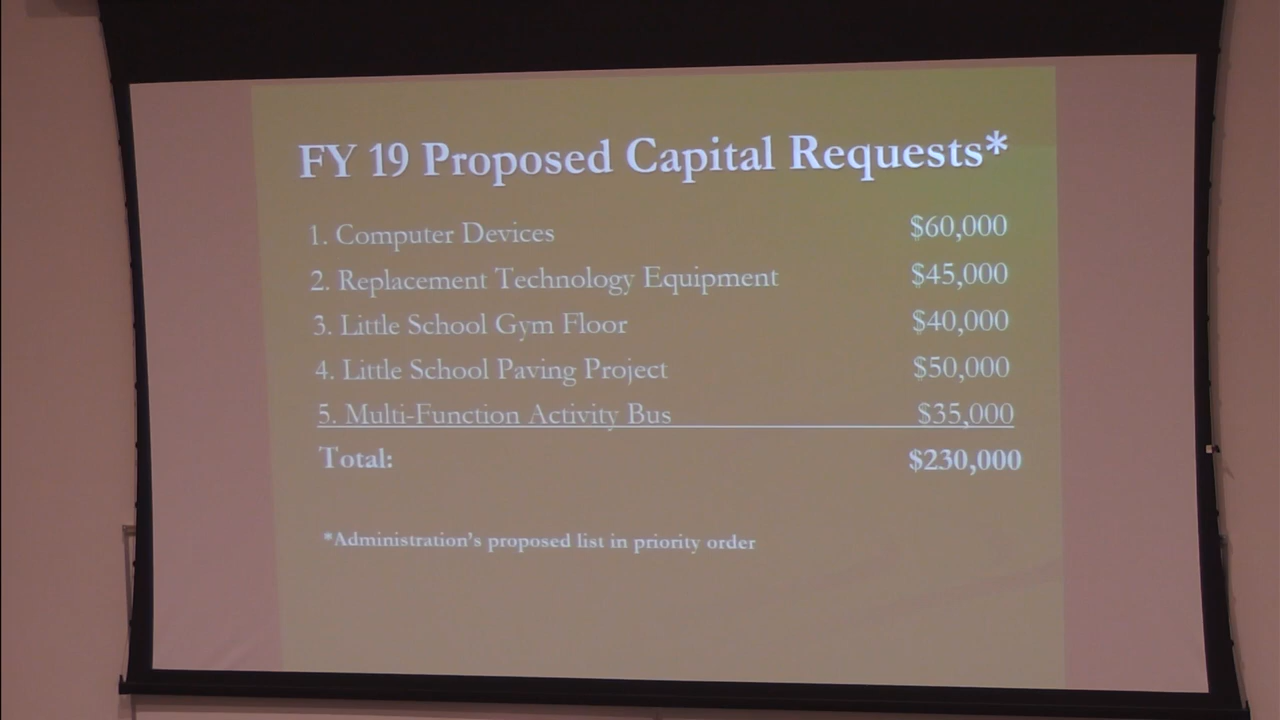 FY 19 Proposed Capital Requests*
1. Computer Devices $60,000
2. Replacement Technology Equipment $45,000
3. Little School Gym Floor $40,000
4. Little School Paving Project $50,000
5. Multi-Function Activity Bus $35,000
Total: $230,000
*Administration's proposed list in priority order